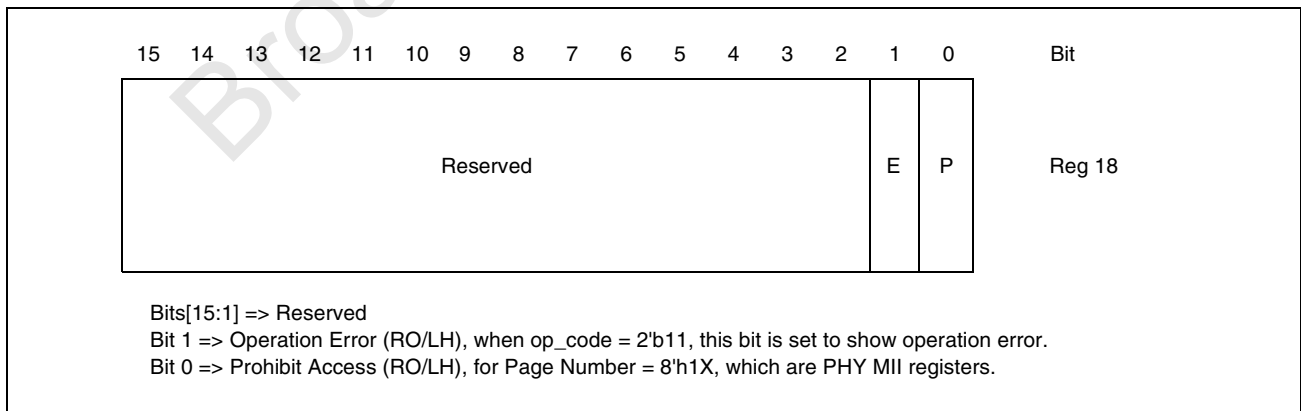 Broa
15 14 13 12 11 10 9 8 7 6 5 4 3 2 1 0 Bit
Reserved E P Reg 18
Bits[15:1] => Reserved
Bit 1 => Operation Error (RO/LH), when op_code = 2'b11, this bit is set to show operation error.
Bit 0 => Prohibit Access (RO/LH), for Page Number = 8'h1X, which are PHY MII registers.